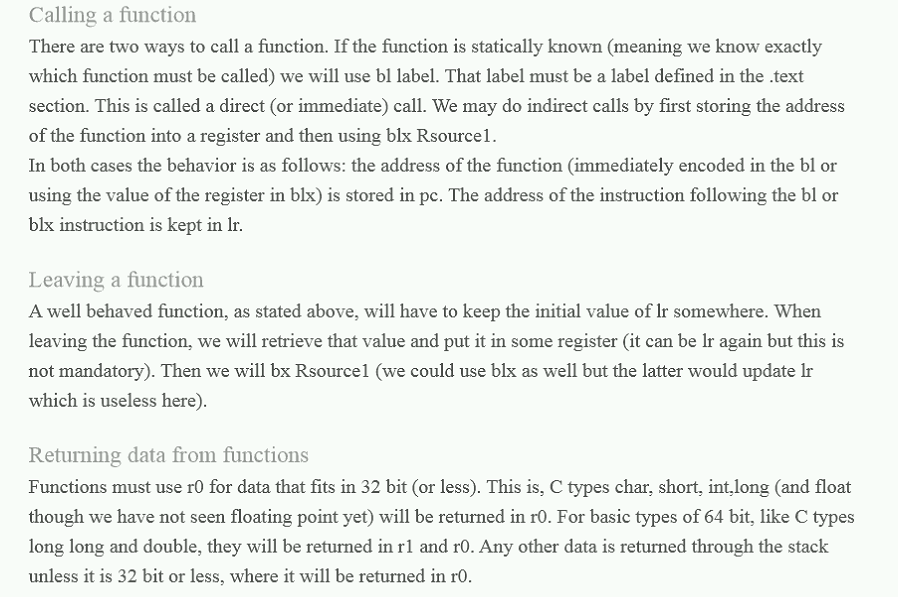 Calling a function
There are two ways to call a function. If the function is statically known (meaning we know exactly
which function must be called) we will use bl label. That label must be a label defined in the .text
section. This is called a direct (or immediate) call. We may do indirect calls by first storing the address
of the function into a register and then using blx Rsource1.
In both cases the behavior is as follows: the address of the function (immediately encoded in the bl or
using the value of the register in blx) is stored in pc. The address of the instruction following the bl or
blx instruction is kept in lr.
Leaving a function
A well behaved function, as stated above, will have to keep the initial value of lr somewhere. When
leaving the function, we will retrieve that value and put it in some register (it can be lr again but this is
not mandatory). Then we will bx Rsource1 (we could use blx as well but the latter would update lr
which is useless here).
Returning data from functions
Functions must use r0 for data that fits in 32 bit (or less). This is, C types char, short, int,long (and float
though we have not seen floating point yet) will be returned in r0. For basic types of 64 bit, like C types
long long and double, they will be returned in r1 and r0. Any other data is returned through the stack
unless it is 32 bit or less, where it will be returned in r0.